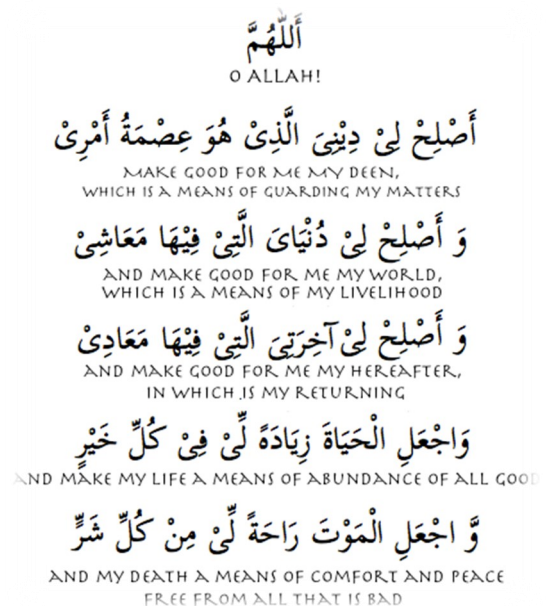 أَللّٰهُمَّ
O ALLAH!
أَصْلِحْ لِیْ دِیْنِیَ الَّذِیْ هُوَ عِصْمَةُ أَمْرِیْ
MAKE GOOD FOR ME MY DEEN,
WHICH IS A MEANS OF GUARDING MY MATTERS
وَ أَصْلِحْ لِیْ دُنْیَایَ الَّتِیْ فِیْهَا مَعَاشِیْ
AND MAKE GOOD FOR ME MY WORLD,
WHICH IS A MEANS OF MY LIVELIHOOD
وَ أَصْلِحْ لِیْ آخِرَتِیَ الَّتِیْ فِیْهَا مَعَادِیْ
AND MAKE GOOD FOR ME MY HEREAFTER,
IN WHICH IS MY RETURNING
وَاجْعَلِ الْحَیَاةَ زِیَادَةً لِّیْ فِیْ كُلِّ خَیْرٍ
AND MAKE MY LIFE A MEANS OF ABUNDANCE OF ALL GOOD
وَّ اجْعَلِ الْمَوْتَ رَاحَةً لِّیْ مِنْ كُلِّ شَرٍّ
AND MY DEATH A MEANS OF COMFORT AND PEACE
FREE FROM ALL THAT IS BAD